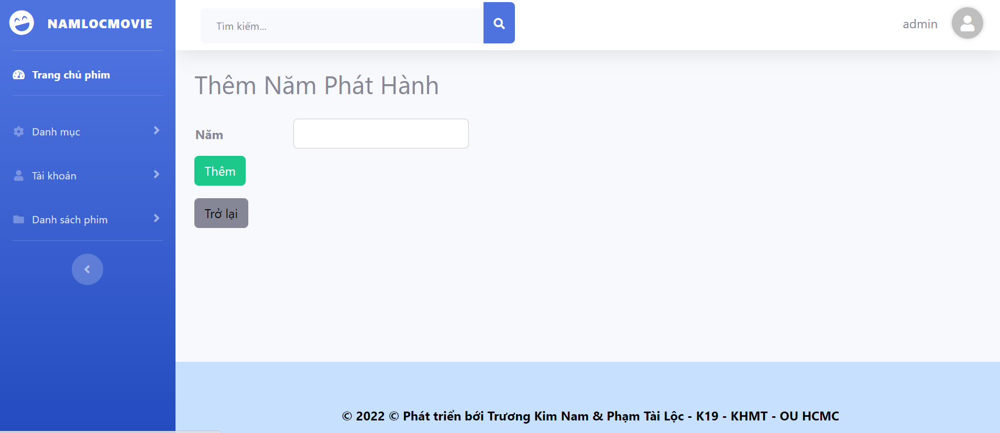 NAMLOCMOVIE
Tìm kiếm...
admin
Trang chủ phim
Danh mục
Tài khoản
Danh sách phim
Thêm Năm Phát Hành
Năm
Thêm
Trở lại
© 2022 © Phát triển bới Trương Kim Nam & Phạm Tài Lộc - K19 - KHMT - OU HCMC